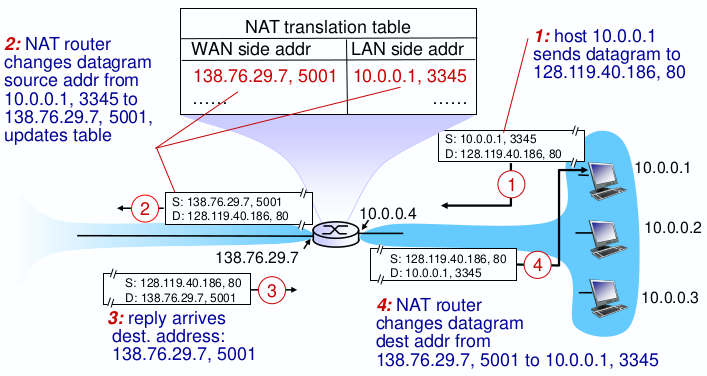 NAT translation table
WAN side addr LAN side addr
138.76.29.7, 5001 10.0.0.1, 3345
...... ......
2: NAT router
changes datagram
source addr from
10.0.0.1, 3345 to
138.76.29.7, 5001,
updates table
1: host 10.0.0.1
sends datagram to
128.119.40.186, 80
S: 10.0.0.1, 3345
D: 128.119.40.186, 80
1
10.0.0.1
S: 138.76.29.7, 5001
D: 128.119.40.186, 80
2
10.0.0.4
10.0.0.2
138.76.29.7
S: 128.119.40.186, 80
D: 10.0.0.1, 3345
4
S: 128.119.40.186, 80
D: 138.76.29.7, 5001
3
10.0.0.3
3: reply arrives
dest. address:
138.76.29.7, 5001
4: NAT router
changes datagram
dest addr from
138.76.29.7, 5001 to 10.0.0.1, 3345